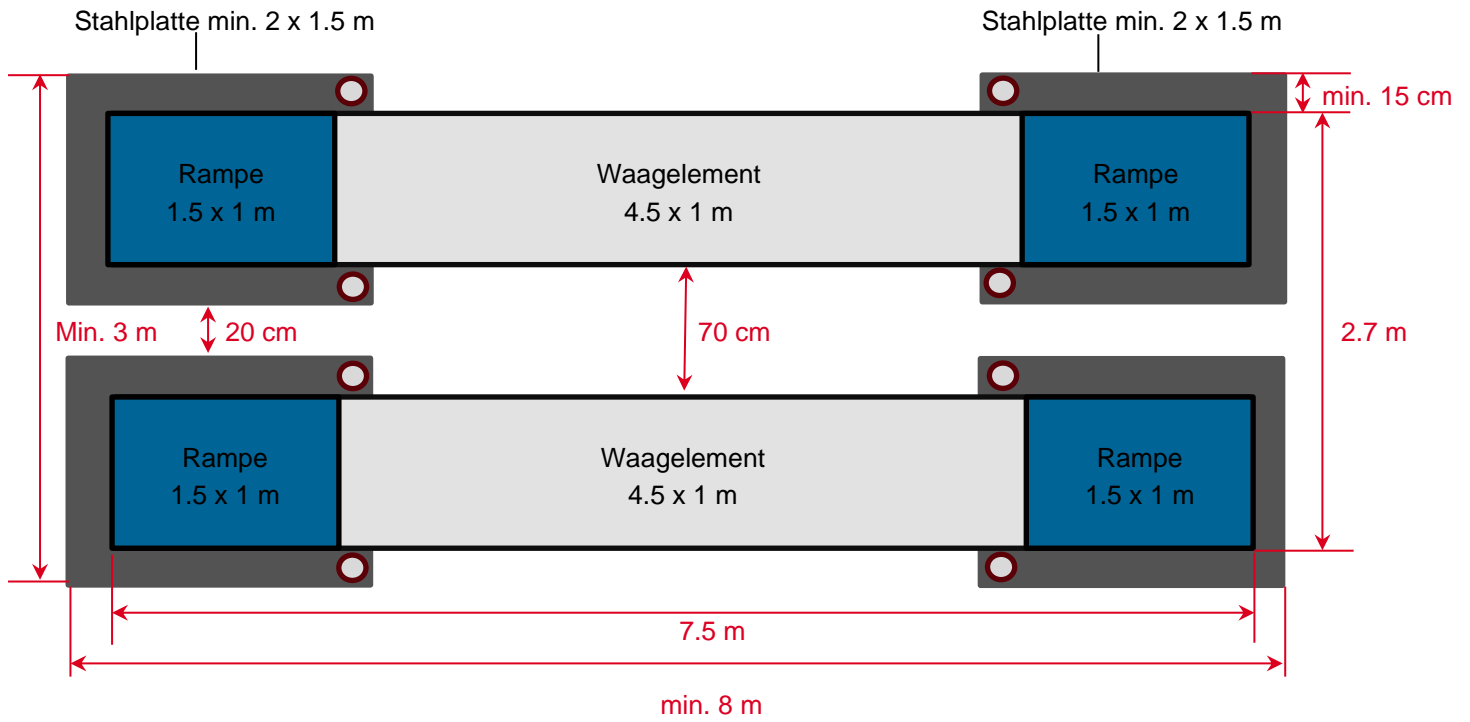 Stahlplatte min. 2 x 1.5 m
Stahlplatte min. 2 x 1.5 m
min. 15 cm
Rampe
1.5 x 1 m
Waagelement
4.5 x 1 m
Rampe
1.5 x 1 m
Min. 3 m
20 cm
70 cm
2.7 m
Rampe
1.5 x 1 m
Waagelement
4.5 x 1 m
Rampe
1.5 x 1 m
7.5 m
min. 8 m